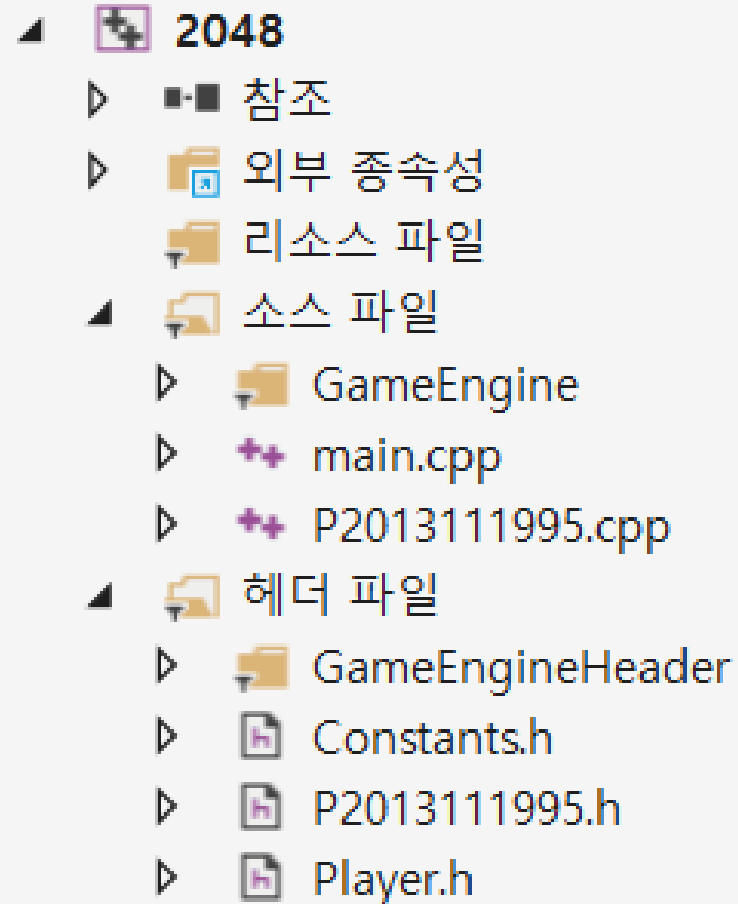 2048
참조
외부 종속성
리소스 파일
소스 파일
GameEngine
main.cpp
P2013111995.cpp
헤더 파일
GameEngineHeader
Constants.h
P2013111995.h
Player.h